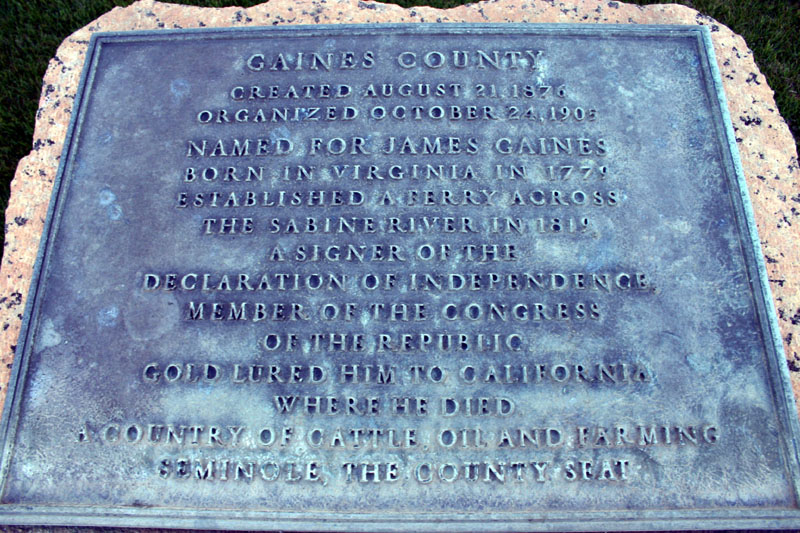 GAINES COUNTY
CREATED AUGUST 21, 1876
ORGANIZED OCTOBER 24, 1905
NAMED FOR JAMES GAINES
BORN IN VIRGINIA IN 1779
ESTABLISHED A FERRY ACROSS
THE SABINE RIVER IN 1819
A SIGNER OF THE
DECLARATION OF INDEPENDENCE,
MEMBER OF THE CONGRESS
OF THE REPUBLIC
GOLD LURED HIM TO CALIFORNIA
WHERE HE DIED
A COUNTRY OF CATTLE, OIL AND FARMING
SEMINOLE, THE COUNTY SEAT